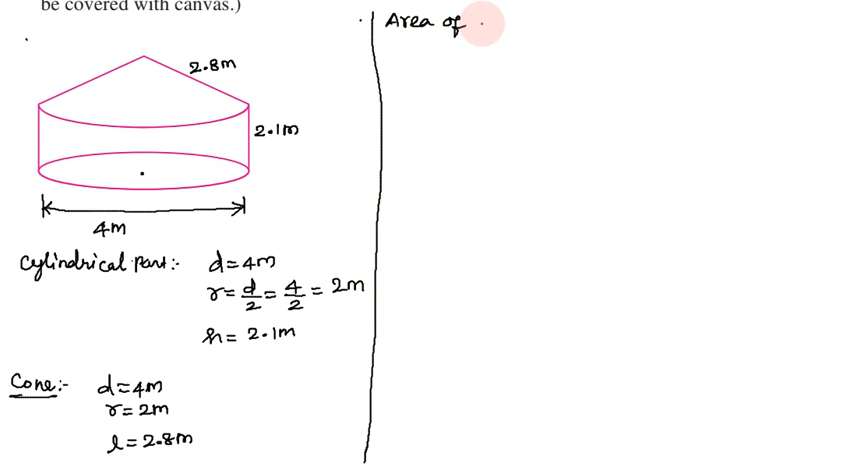 be covered with canvas.)
2.8m
2.1m
4m
Cylindrical part:- d=4m
r=d/2=4/2=2m
h=2.1m
Cone:- d=4m
r=2m
l=2.8m
Area of